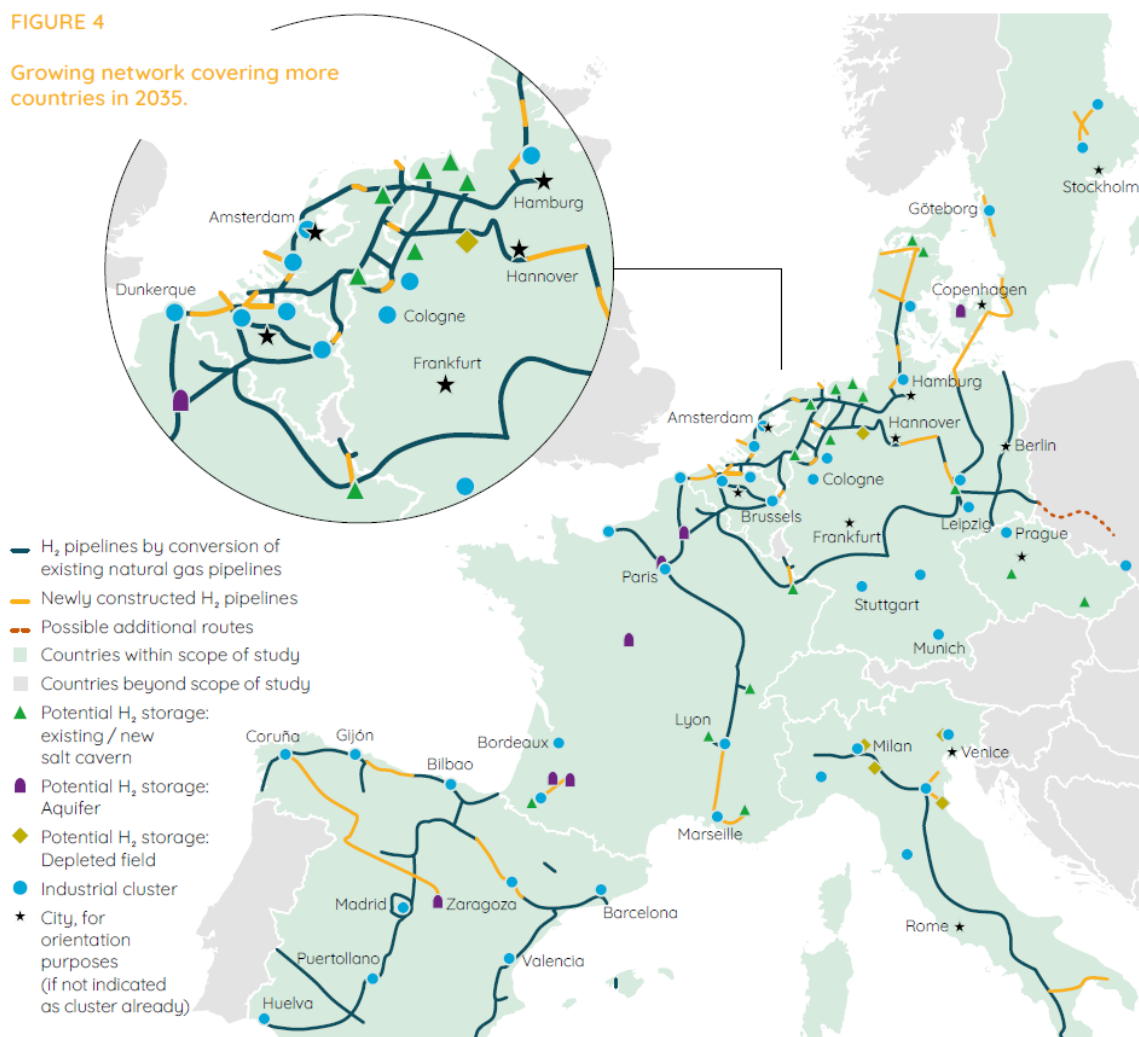 FIGURE 4
Growing network covering more
countries in 2035.
Amsterdam
Hamburg
Hannover
Dunkerque
Cologne
Frankfurt
Stockholm
Göteborg
Copenhagen
Hamburg
Amsterdam
Hannover
Berlin
Cologne
Brussels
Leipzig
Frankfurt
Prague
Paris
Stuttgart
Munich
Lyon
Milan
Venice
Bordeaux
Coruña
Gijón
Bilbao
Marseille
Madrid
Zaragoza
Barcelona
Rome
Puertollano
Valencia
Huelva
H₂ pipelines by conversion of
existing natural gas pipelines
Newly constructed H₂ pipelines
Possible additional routes
Countries within scope of study
Countries beyond scope of study
Potential H₂ storage:
existing / new
salt cavern
Potential H₂ storage:
Aquifer
Potential H₂ storage:
Depleted field
Industrial cluster
City, for
orientation
purposes
(if not indicated
as cluster already)